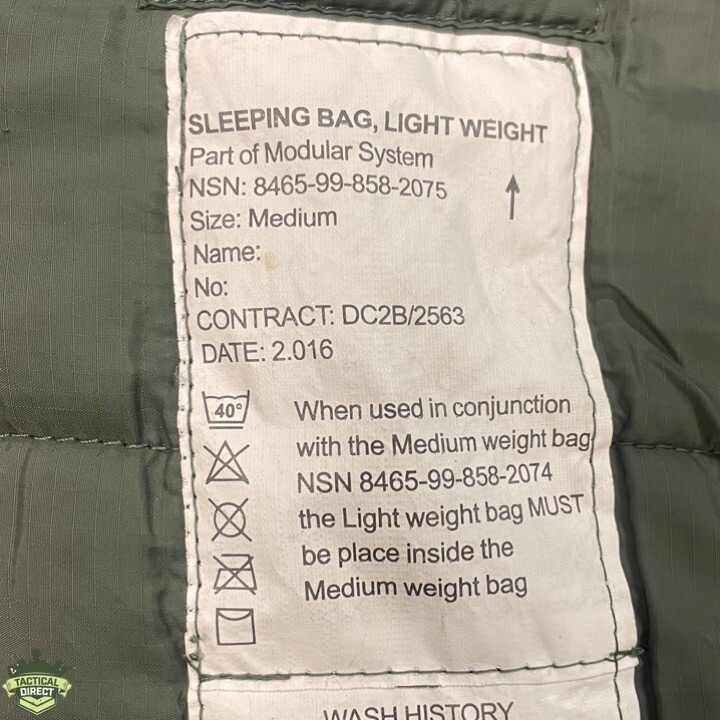 SLEEPING BAG, LIGHT WEIGHT
Part of Modular System
NSN: 8465-99-858-2075
Size: Medium
Name:
No:
CONTRACT: DC2B/2563
DATE: 2.016
40°
When used in conjunction
with the Medium weight bag
NSN 8465-99-858-2074
the Light weight bag MUST
be place inside the
Medium weight bag
WASH HISTORY
TACTICAL
DIRECT